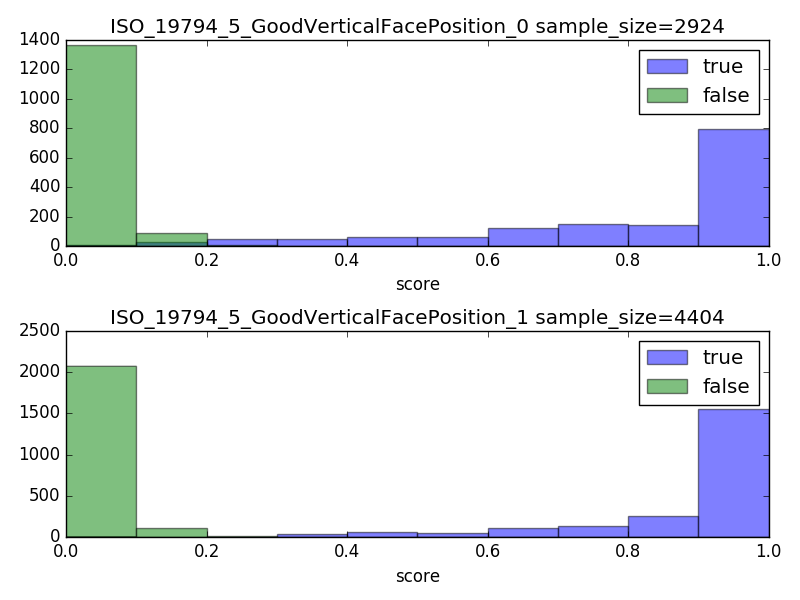 ISO_19794_5_GoodVerticalFacePosition_0 sample_size=2924
1400
1200
1000
800
600
400
200
0
true
false
0.0 0.2 0.4 0.6 0.8 1.0
score
ISO_19794_5_GoodVerticalFacePosition_1 sample_size=4404
2500
2000
1500
1000
500
0
true
false
0.0 0.2 0.4 0.6 0.8 1.0
score